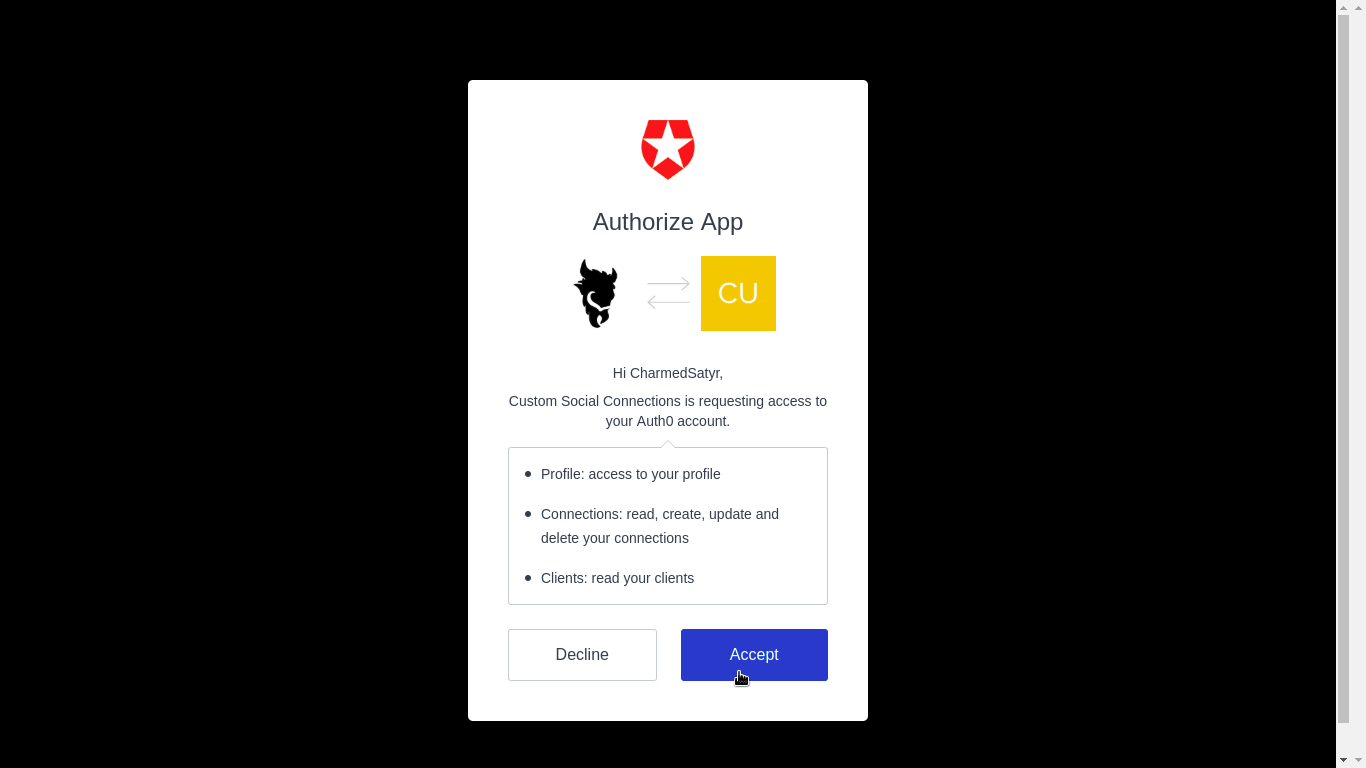 Authorize App
CU
Hi CharmedSatyr,
Custom Social Connections is requesting access to
your Auth0 account.
Profile: access to your profile
Connections: read, create, update and
delete your connections
Clients: read your clients
Decline
Accept